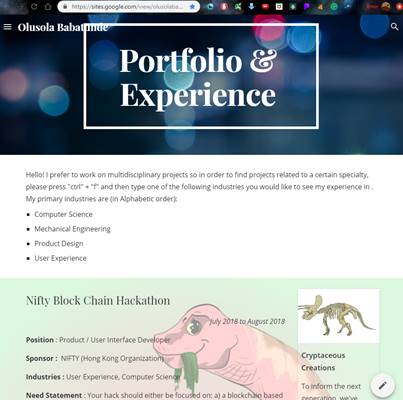 https://sites.google.com/view/olusolaba...
Error
Olusola Babatunde
Portfolio &
Experience
Hello! I prefer to work on multidisciplinary projects so in order to find projects related to a certain specialty,
please press "ctrl" + "f" and then type one of the following industries you would like to see my experience in .
My primary industries are (in Alphabetic order):
Computer Science
Mechanical Engineering
Product Design
User Experience
Nifty Block Chain Hackathon
July 2018 to August 2018
Position : Product / User Interface Developer
Sponsor : NIFTY (Hong Kong Organization)
Industries : User Experience, Computer Science
Need Statement : Your hack should either be focused on: a) a blockchain based
Cryptaceous
Creations
To inform the next
generation, we've